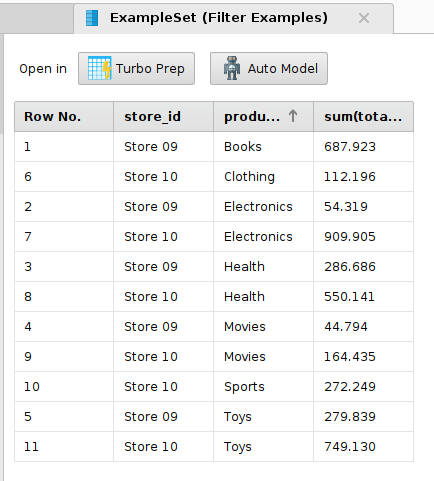 ExampleSet (Filter Examples)
Open in Turbo Prep Auto Model
Row No. store_id produ... sum(tota...
1 Store 09 Books 687.923
6 Store 10 Clothing 112.196
2 Store 09 Electronics 54.319
7 Store 10 Electronics 909.905
3 Store 09 Health 286.686
8 Store 10 Health 550.141
4 Store 09 Movies 44.794
9 Store 10 Movies 164.435
10 Store 10 Sports 272.249
5 Store 09 Toys 279.839
11 Store 10 Toys 749.130